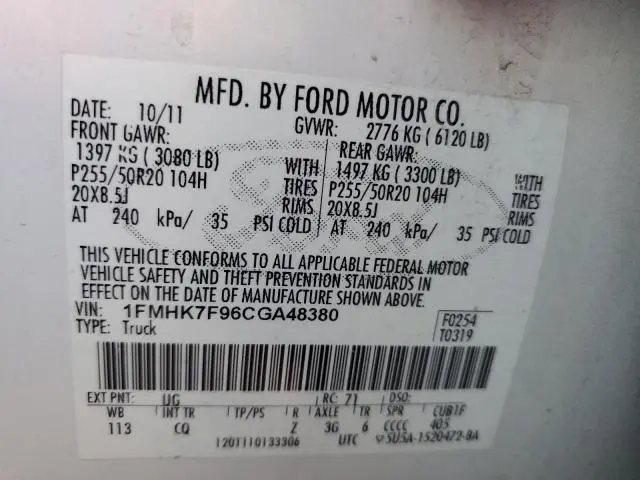 MFD. BY FORD MOTOR CO.
DATE: 10/11 GVWR: 2776 KG ( 6120 LB)
FRONT GAWR: REAR GAWR:
1397 KG ( 3080 LB) WITH 1497 KG ( 3300 LB) WITH
P255/50R20 104H TIRES P255/50R20 104H TIRES
20X8.5J RIMS 20X8.5J RIMS
AT 240 kPa/ 35 PSI COLD AT 240 kPa/ 35 PSI COLD
THIS VEHICLE CONFORMS TO ALL APPLICABLE FEDERAL MOTOR
VEHICLE SAFETY AND THEFT PREVENTION STANDARDS IN
EFFECT ON THE DATE OF MANUFACTURE SHOWN ABOVE.
VIN: 1FMHK7F96CGA48380 F0254
TYPE: Truck T0319
EXT PNT: UG RC: 71 DSO:
WB INT TR TP/PS R AXLE TR SPR
113 CQ Z 3G 6 CCCC 405
1201110133306 UTC